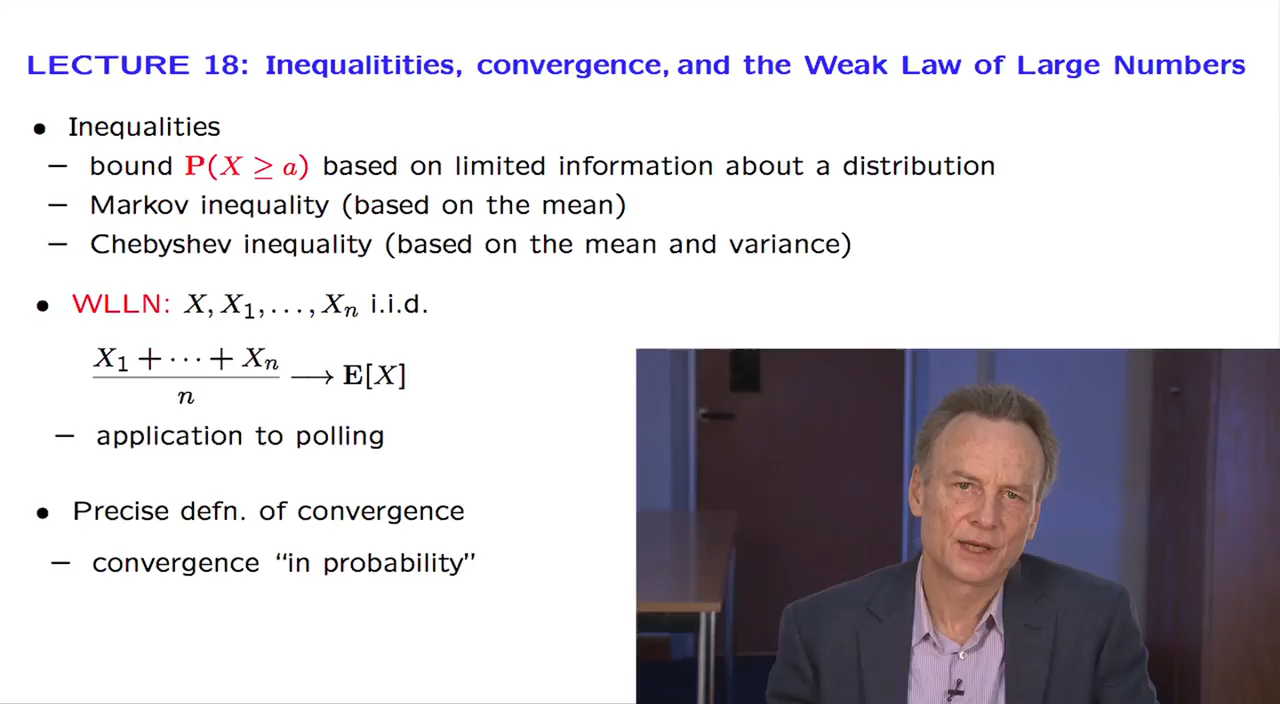 LECTURE 18: Inequalitities, convergence, and the Weak Law of Large Numbers
• Inequalities
– bound P(X ≥ a) based on limited information about a distribution
– Markov inequality (based on the mean)
– Chebyshev inequality (based on the mean and variance)
• WLLN: X, X₁, . . . , Xₙ i.i.d.
X₁ + · · · + Xₙ
n
⟶ E[X]
– application to polling
• Precise defn. of convergence
– convergence “in probability”